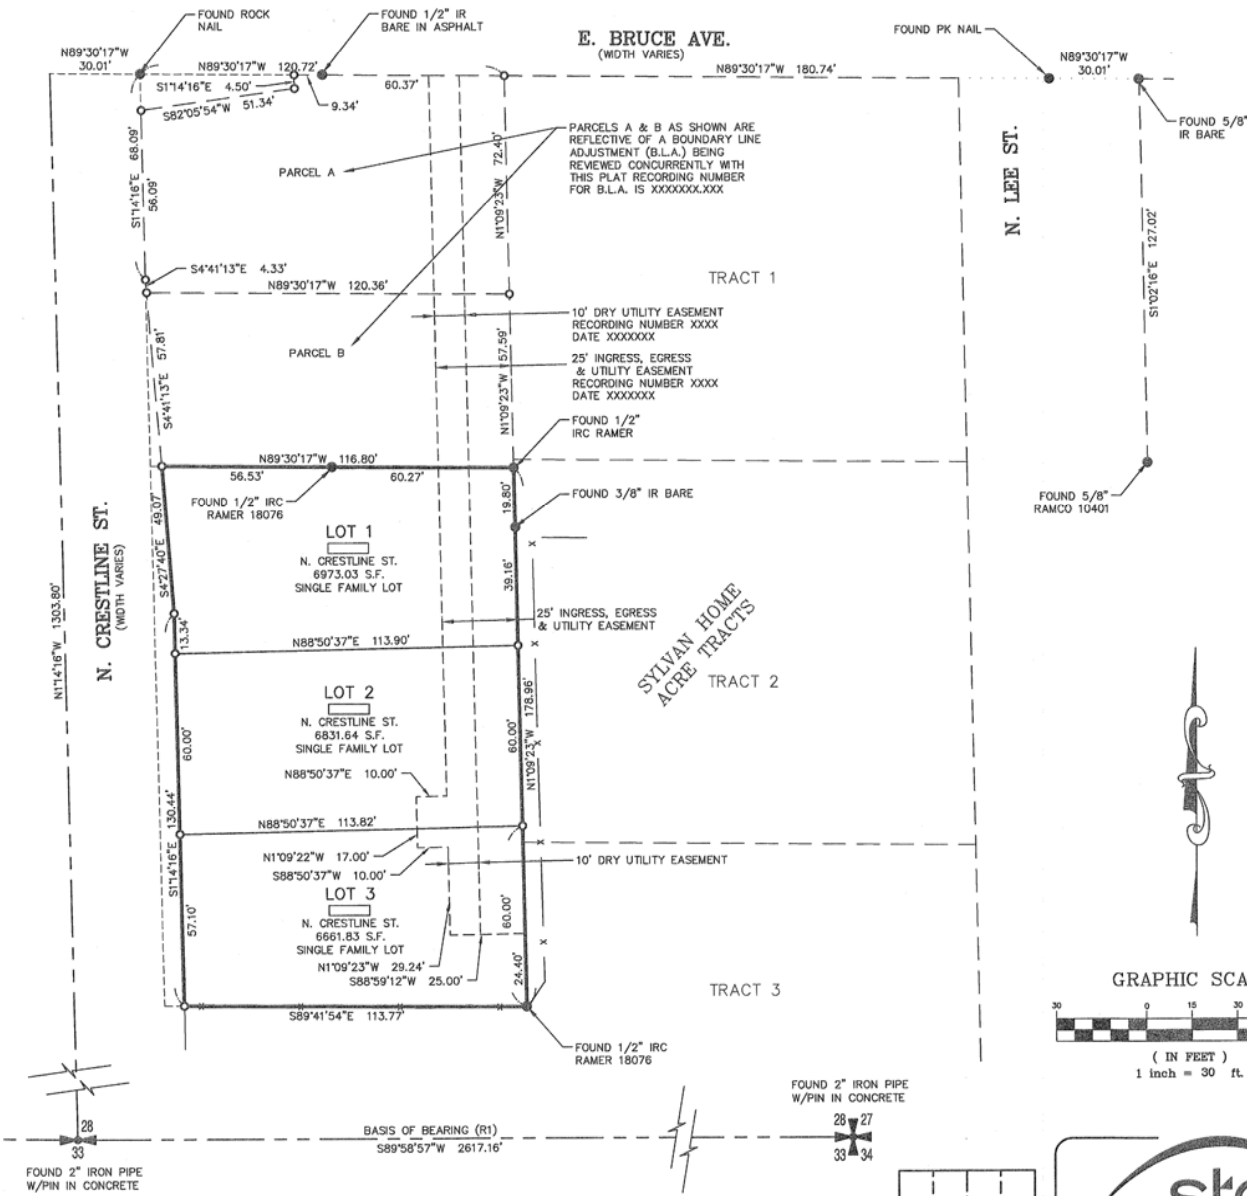 FOUND ROCK
NAIL
FOUND 1/2" IR
BARE IN ASPHALT
E. BRUCE AVE.
(WIDTH VARIES)
FOUND PK NAIL
N89°30'17"W
30.01'
N89°30'17"W 120.72'
60.37'
N89°30'17"W 180.74'
N89°30'17"W
30.01'
S1°14'16"E 4.50'
9.34'
S82°05'54"W 51.34'
FOUND 5/8"
IR BARE
PARCELS A & B AS SHOWN ARE
REFLECTIVE OF A BOUNDARY LINE
ADJUSTMENT (B.L.A.) BEING
REVIEWED CONCURRENTLY WITH
THIS PLAT RECORDING NUMBER
FOR B.L.A. IS XXXXXXX.XXX
PARCEL A
S1°14'16"E 68.09'
56.09'
N1°09'23"W 72.40'
N. LEE ST.
S1°02'16"E 127.02'
S4°41'13"E 4.33'
N89°30'17"W 120.36'
TRACT 1
10' DRY UTILITY EASEMENT
RECORDING NUMBER XXXX
DATE XXXXXXX
PARCEL B
25' INGRESS, EGRESS
& UTILITY EASEMENT
RECORDING NUMBER XXXX
DATE XXXXXXX
S4°41'13"E 57.81'
N1°09'23"W 157.59'
FOUND 1/2"
IRC RAMER
N89°30'17"W 116.80'
56.53'
60.27'
FOUND 1/2" IRC
RAMER 18076
19.80'
FOUND 3/8" IR BARE
FOUND 5/8"
RAMCO 10401
N. CRESTLINE ST.
(WIDTH VARIES)
N1°14'16"W 1303.80'
S4°27'40"E 49.07'
LOT 1
N. CRESTLINE ST.
6973.03 S.F.
SINGLE FAMILY LOT
39.16'
13.34'
25' INGRESS, EGRESS
& UTILITY EASEMENT
N88°50'37"E 113.90'
SYLVAN HOME
ACRE TRACTS
TRACT 2
LOT 2
N. CRESTLINE ST.
6831.64 S.F.
SINGLE FAMILY LOT
60.00'
60.00'
N1°09'23"W 178.96'
N88°50'37"E 10.00'
S1°14'16"E 130.44'
N88°50'37"E 113.82'
N1°09'22"W 17.00'
S88°50'37"W 10.00'
10' DRY UTILITY EASEMENT
LOT 3
N. CRESTLINE ST.
6661.83 S.F.
SINGLE FAMILY LOT
57.10'
60.00'
N1°09'23"W 29.24'
S88°59'12"W 25.00'
24.40'
TRACT 3
S89°41'54"E 113.77'
FOUND 1/2" IRC
RAMER 18076
GRAPHIC SCA
30 0 15 30
( IN FEET )
1 inch = 30 ft.
FOUND 2" IRON PIPE
W/PIN IN CONCRETE
28 27
33 34
28
33
BASIS OF BEARING (R1)
S89°58'57"W 2617.16'
FOUND 2" IRON PIPE
W/PIN IN CONCRETE